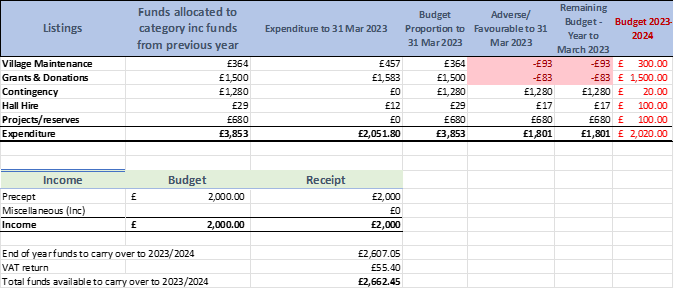 Listings Funds allocated to category inc funds from previous year Expenditure to 31 Mar 2023 Budget Proportion to 31 Mar 2023 Adverse/ Favourable to 31 Mar 2023 Remaining Budget - Year to March 2023 Budget 2023-2024
Village Maintenance £364 £457 £364 -£93 -£93 £ 300.00
Grants & Donations £1,500 £1,583 £1,500 -£83 -£83 £ 1,500.00
Contingency £1,280 £0 £1,280 £1,280 £1,280 £ 20.00
Hall Hire £29 £12 £29 £17 £17 £ 100.00
Projects/reserves £680 £0 £680 £680 £680 £ 100.00
Expenditure £3,853 £2,051.80 £3,853 £1,801 £1,801 £ 2,020.00
Income Budget Receipt
Precept £ 2,000.00 £2,000
Miscellaneous (Inc) £0
Income £ 2,000.00 £2,000
End of year funds to carry over to 2023/2024 £2,607.05
VAT return £55.40
Total funds available to carry over to 2023/2024 £2,662.45